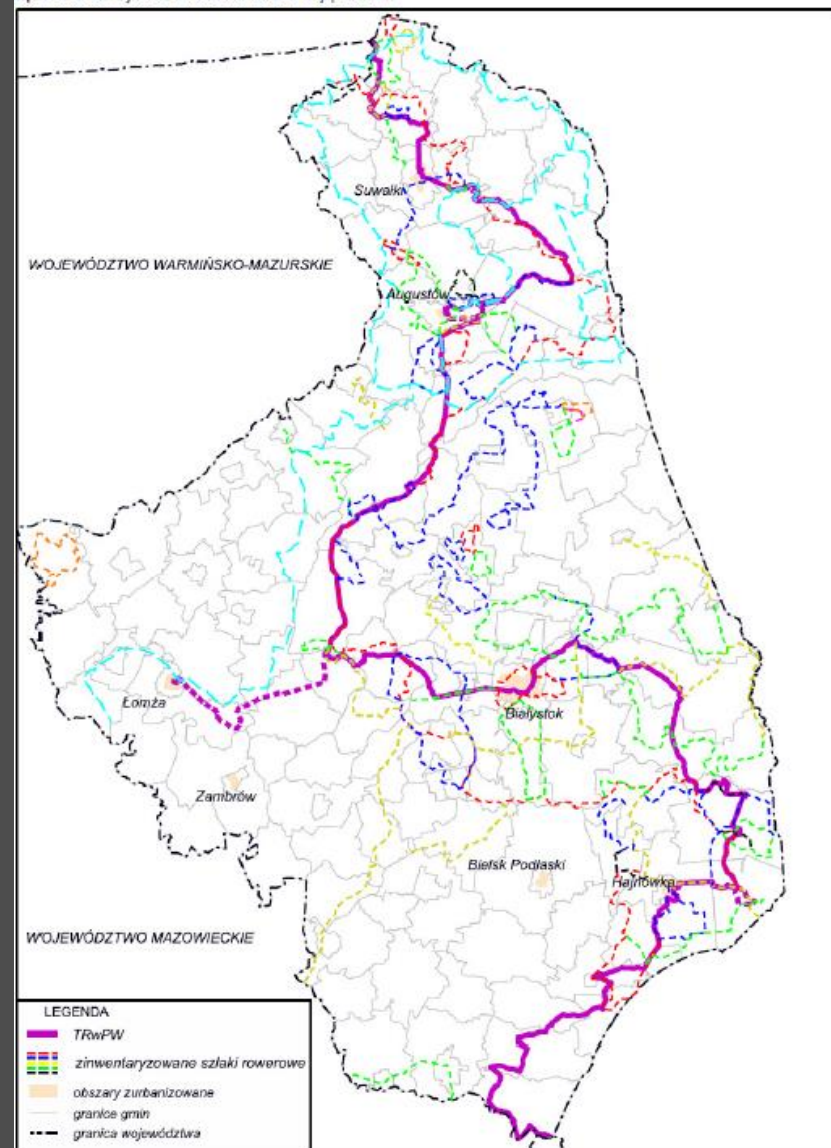 Suwałki
WOJEWÓDZTWO WARMIŃSKO-MAZURSKIE
Augustów
Łomża
Białystok
Zambrów
Bielsk Podlaski
Hajnówka
WOJEWÓDZTWO MAZOWIECKIE
LEGENDA
TRwPW
zinwentaryzowane szlaki rowerowe
obszary zurbanizowane
granice gmin
granica województwa